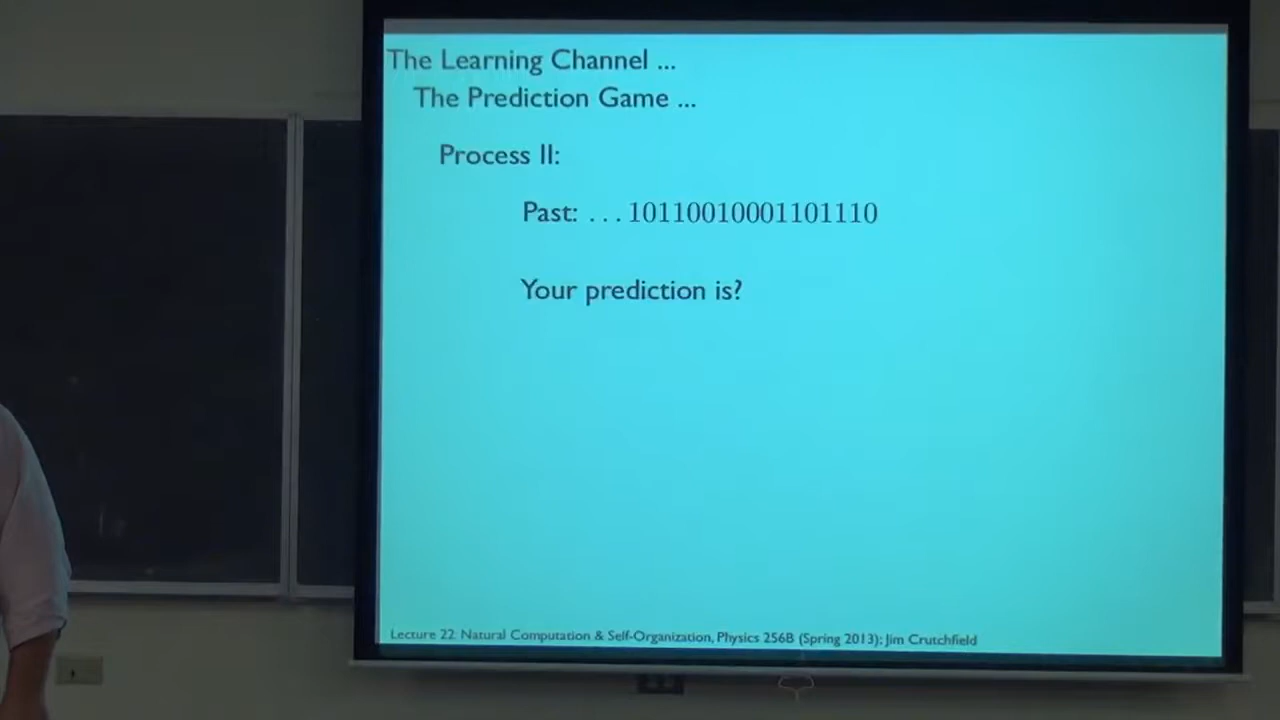 The Learning Channel ...
The Prediction Game ...
Process II:
Past: ...10110010001101110
Your prediction is?
Lecture 22: Natural Computation & Self-Organization, Physics 256B (Spring 2013); Jim Crutchfield